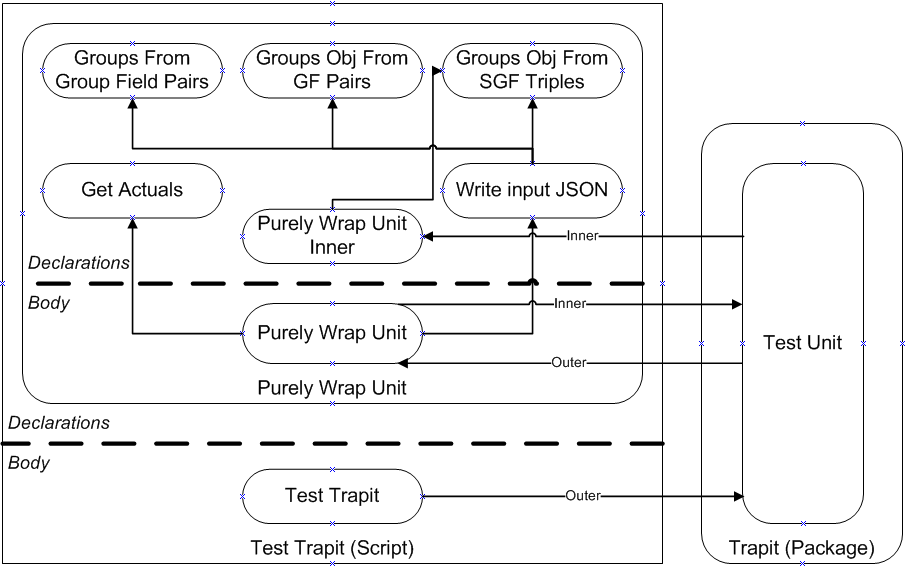 Groups From
Group Field Pairs
Groups Obj From
GF Pairs
Groups Obj From
SGF Triples
Get Actuals
Write input JSON
Purely Wrap Unit
Inner
Inner
Declarations
Body
Inner
Purely Wrap Unit
Test Unit
Outer
Purely Wrap Unit
Declarations
Body
Test Trapit
Outer
Test Trapit (Script)
Trapit (Package)